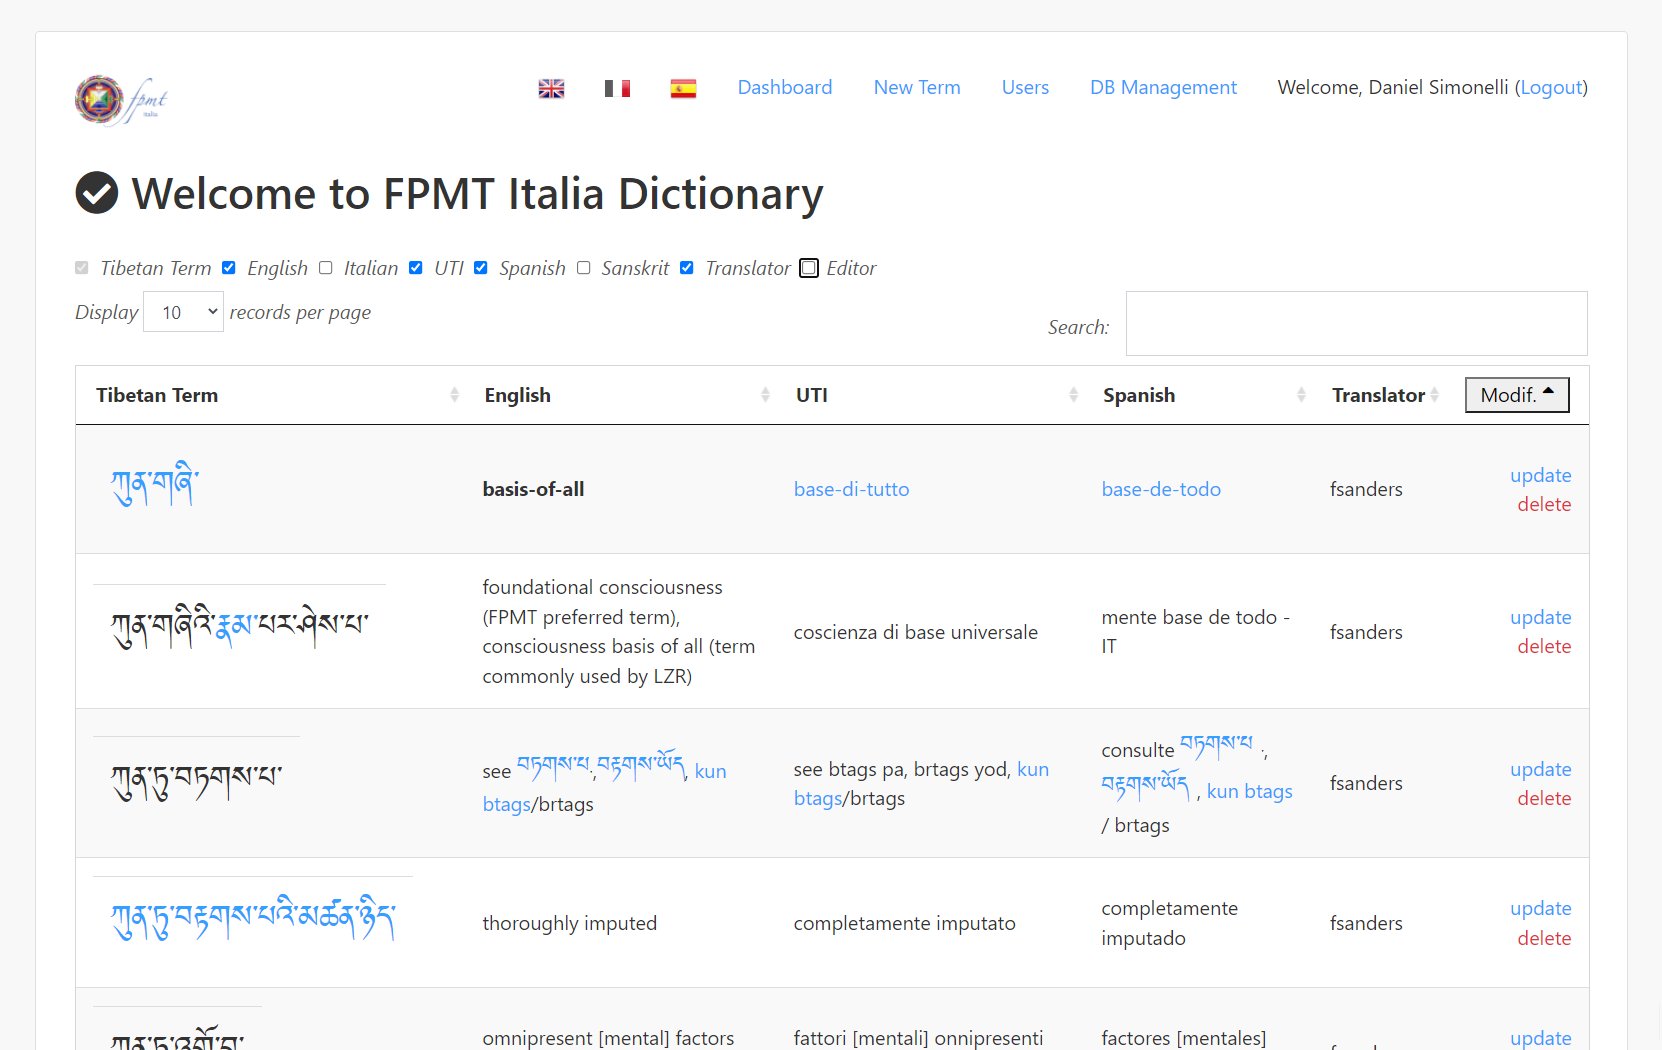 fpmt
Italia
Dashboard New Term Users DB Management Welcome, Daniel Simonelli (Logout)
Welcome to FPMT Italia Dictionary
Tibetan Term English Italian UTI Spanish Sanskrit Translator Editor
Display 10 records per page
Search:
Tibetan Term English UTI Spanish Translator Modif.
ཀུན་གཞི་
basis-of-all
base-di-tutto
base-de-todo
fsanders
update
delete
ཀུན་གཞིའི་རྣམ་པར་ཤེས་པ་
foundational consciousness
(FPMT preferred term),
consciousness basis of all (term
commonly used by LZR)
coscienza di base universale
mente base de todo -
IT
fsanders
update
delete
ཀུན་ཏུ་བཏགས་པ་
see བཏགས་པ་,བརྟགས་ཡོད, kun
btags/brtags
see btags pa, brtags yod, kun
btags/brtags
consulte བཏགས་པ་ ,
བརྟགས་ཡོད , kun btags
/ brtags
fsanders
update
delete
ཀུན་ཏུ་བརྟགས་པའི་མཚན་ཉིད་
thoroughly imputed
completamente imputato
completamente
imputado
fsanders
update
delete
ཀུན་ཏུ་འགྲོ་བ་
omnipresent [mental] factors
fattori [mentali] onnipresenti
factores [mentales]
update